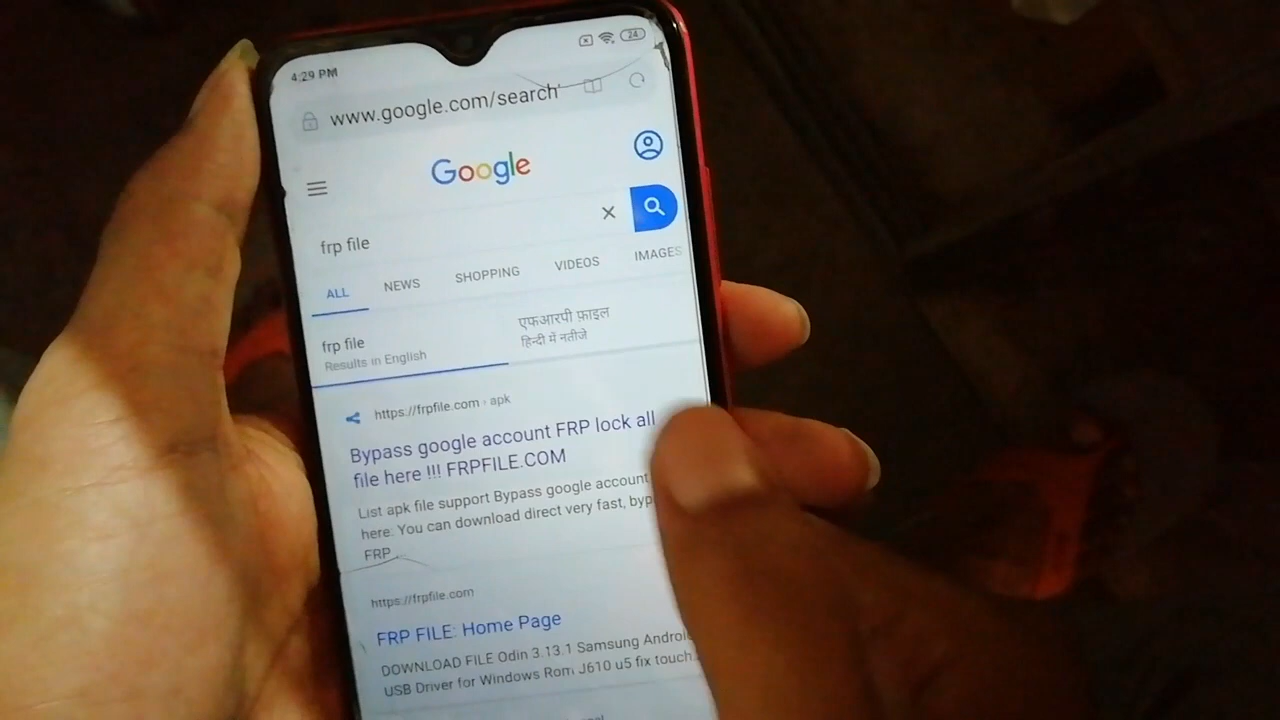 4:29 PM
24
www.google.com/search
Google
frp file
ALL NEWS SHOPPING VIDEOS IMAGES
frp file
Results in English
एफआरपी फ़ाइल
हिन्दी में नतीजे
https://frpfile.com › apk
Bypass google account FRP lock all
file here !!! FRPFILE.COM
List apk file support Bypass google account
here: You can download direct very fast,
FRP...
https://frpfile.com
FRP FILE: Home Page
DOWNLOAD FILE Odin 3.13.1 Samsung
USB Driver for Windows Rom J610 u5 fix touch